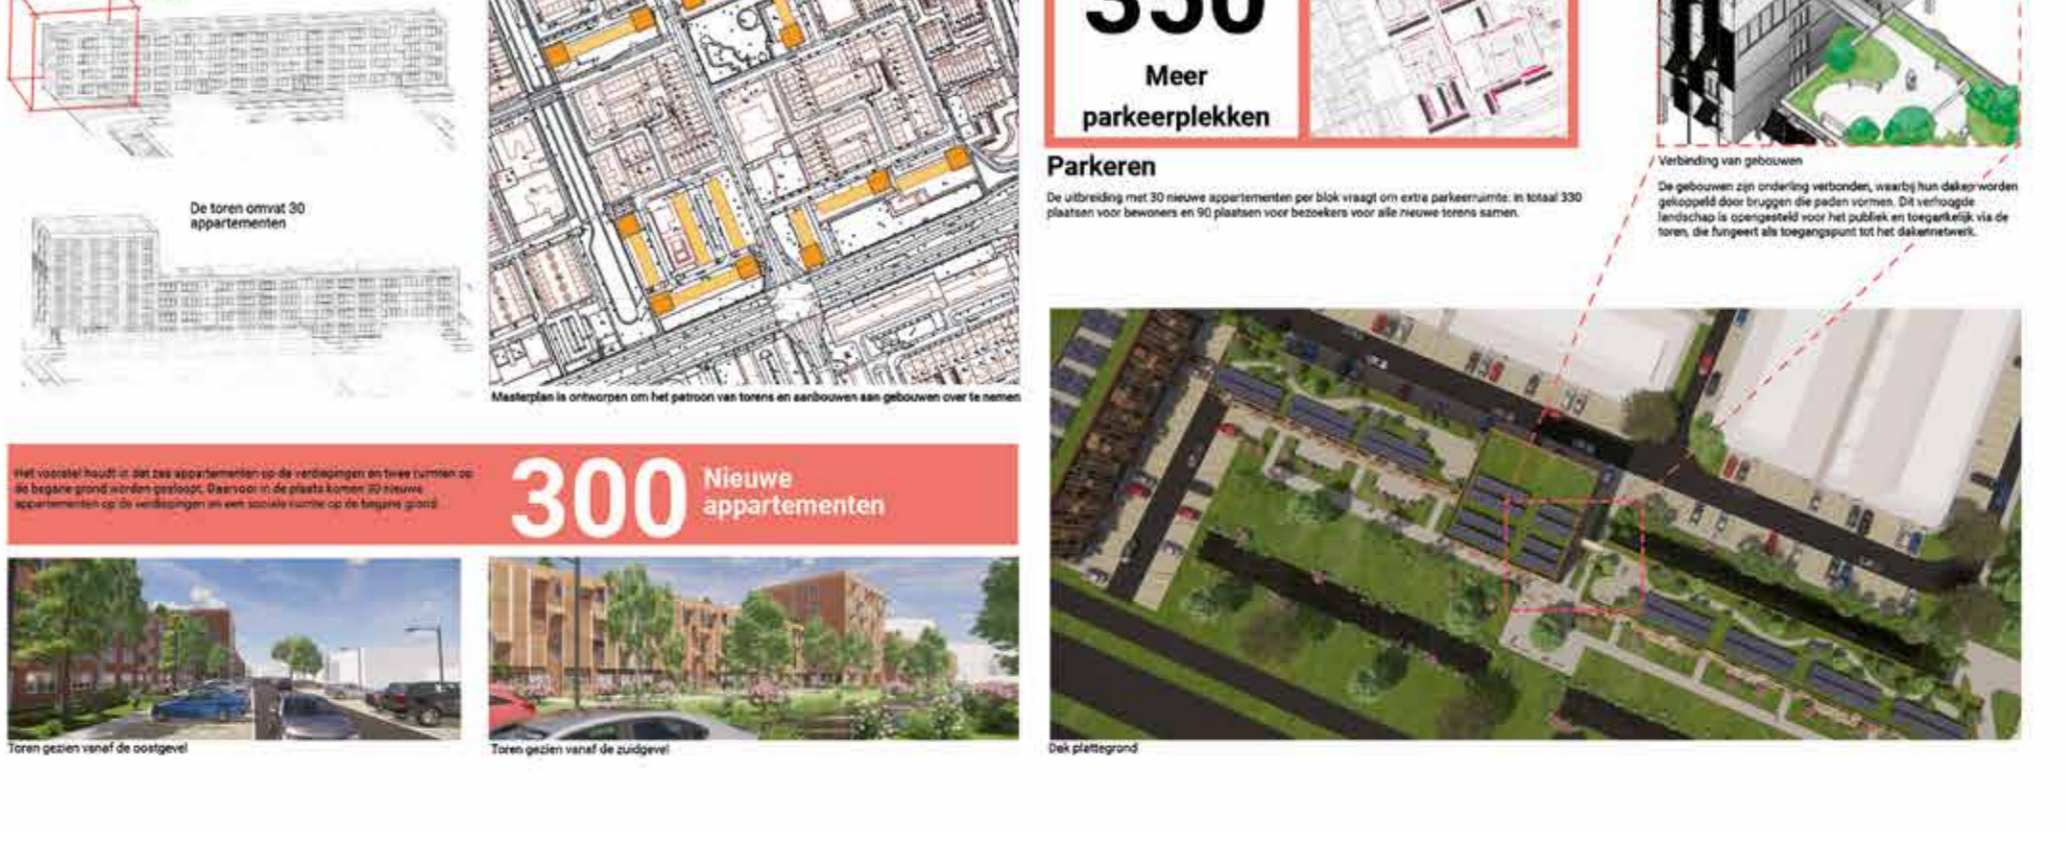 De toren omvat 30
appartementen
Masterplan is ontworpen om het patroon van torens en aanbouwen aan gebouwen over te nemen
Het voorstel houdt in dat zes appartementen op de verdiepingen en twee ruimten op
de begane grond worden gesloopt. Daarvoor in de plaats komen 30 nieuwe
appartementen op de verdiepingen en een sociale ruimte op de begane grond
300
Nieuwe
appartementen
Toren gezien vanaf de oostgevel
Toren gezien vanaf de zuidgevel
Meer
parkeerplekken
Parkeren
De uitbreiding met 30 nieuwe appartementen per blok vraagt om extra parkeerruimte: in totaal 330
plaatsen voor bewoners en 90 plaatsen voor bezoekers voor alle nieuwe torens samen.
Verbinding van gebouwen
De gebouwen zijn onderling verbonden, waarbij hun daken worden
gekoppeld door bruggen die paden vormen. Dit verhoogde
landschap is opengesteld voor het publiek en toegankelijk via de
toren, die fungeert als toegangspunt tot het dakennetwerk.
Dak plattegrond